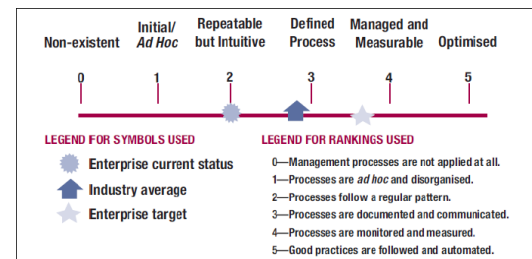 Non-existent
Initial/
Ad Hoc
Repeatable
but Intuitive
Defined
Process
Managed and
Measurable
Optimised
0 1 2 3 4 5
LEGEND FOR SYMBOLS USED
Enterprise current status
Industry average
Enterprise target
LEGEND FOR RANKINGS USED
0—Management processes are not applied at all.
1—Processes are ad hoc and disorganised.
2—Processes follow a regular pattern.
3—Processes are documented and communicated.
4—Processes are monitored and measured.
5—Good practices are followed and automated.